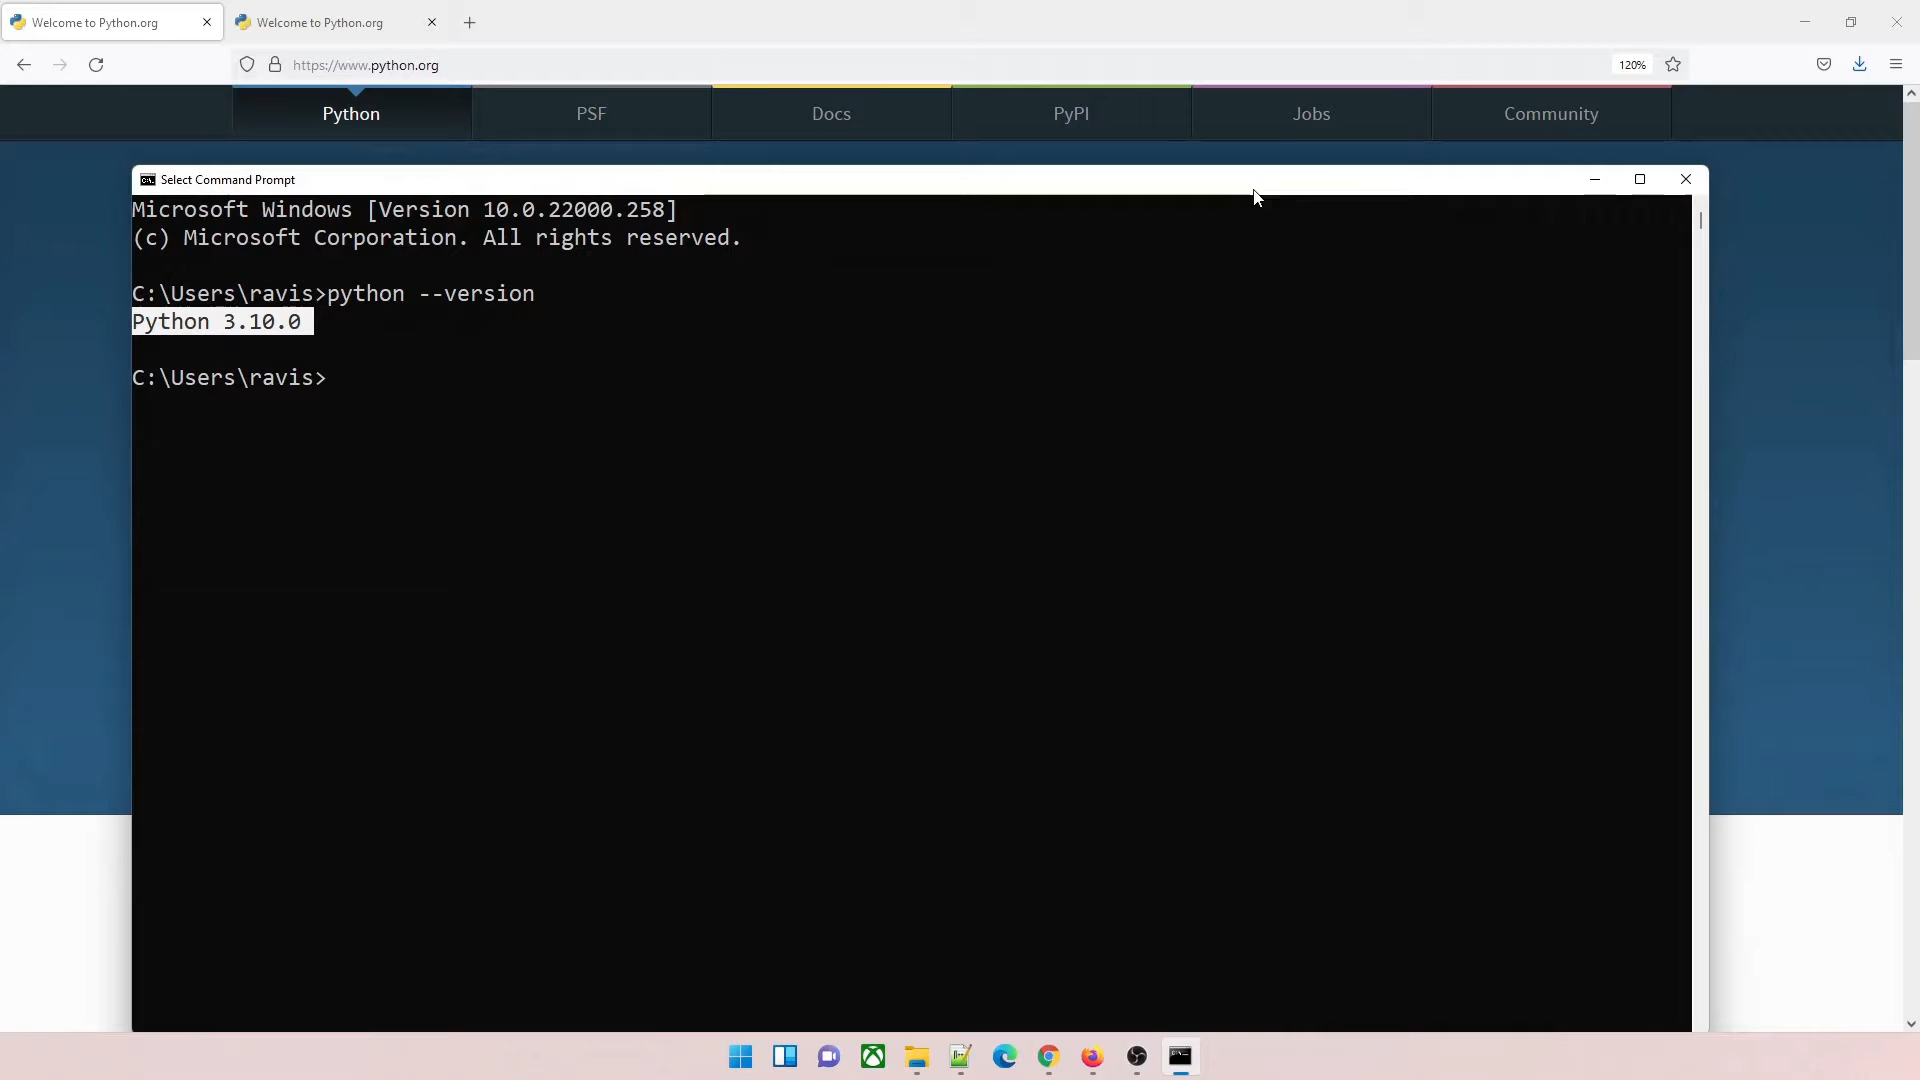 Welcome to Python.org
Welcome to Python.org
https://www.python.org
120%
Python
PSF
Docs
PyPI
Jobs
Community
Select Command Prompt
Microsoft Windows [Version 10.0.22000.258]
(c) Microsoft Corporation. All rights reserved.
C:\Users\ravis>python --version
Python 3.10.0
C:\Users\ravis>